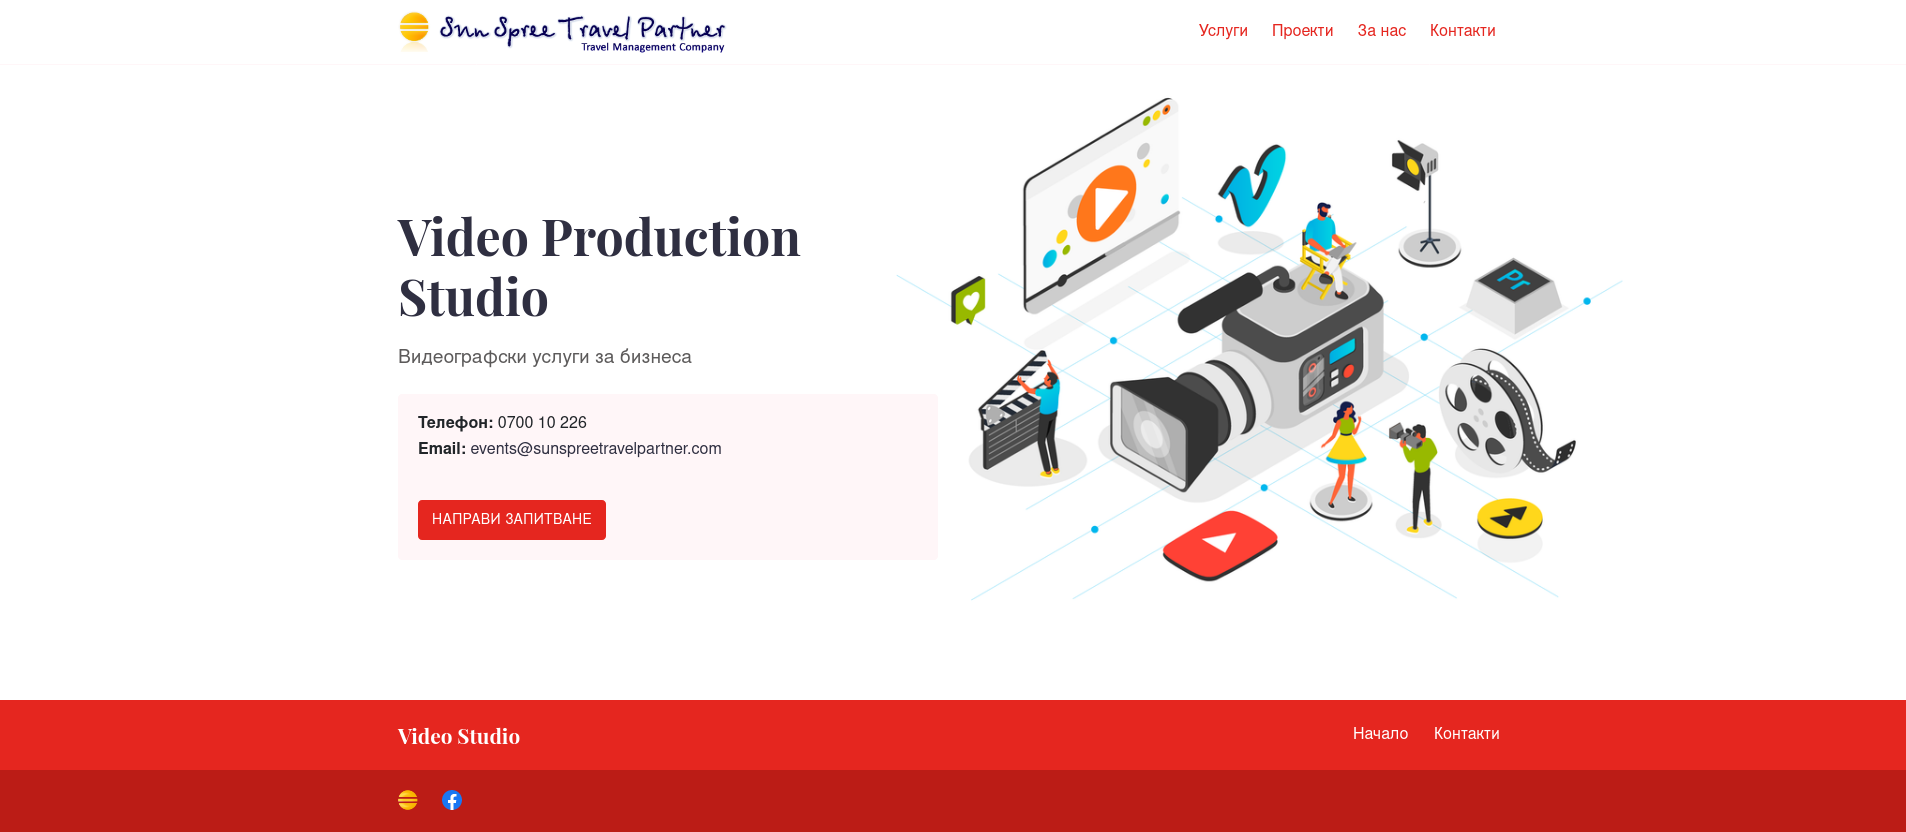 Sun Spree Travel Partner
Travel Management Company
Услуги Проекти За нас Контакти
Video Production
Studio
Видеографски услуги за бизнеса
Телефон: 0700 10 226
Email: events@sunspreetravelpartner.com
НАПРАВИ ЗАПИТВАНЕ
Pr
Video Studio
Начало Контакти